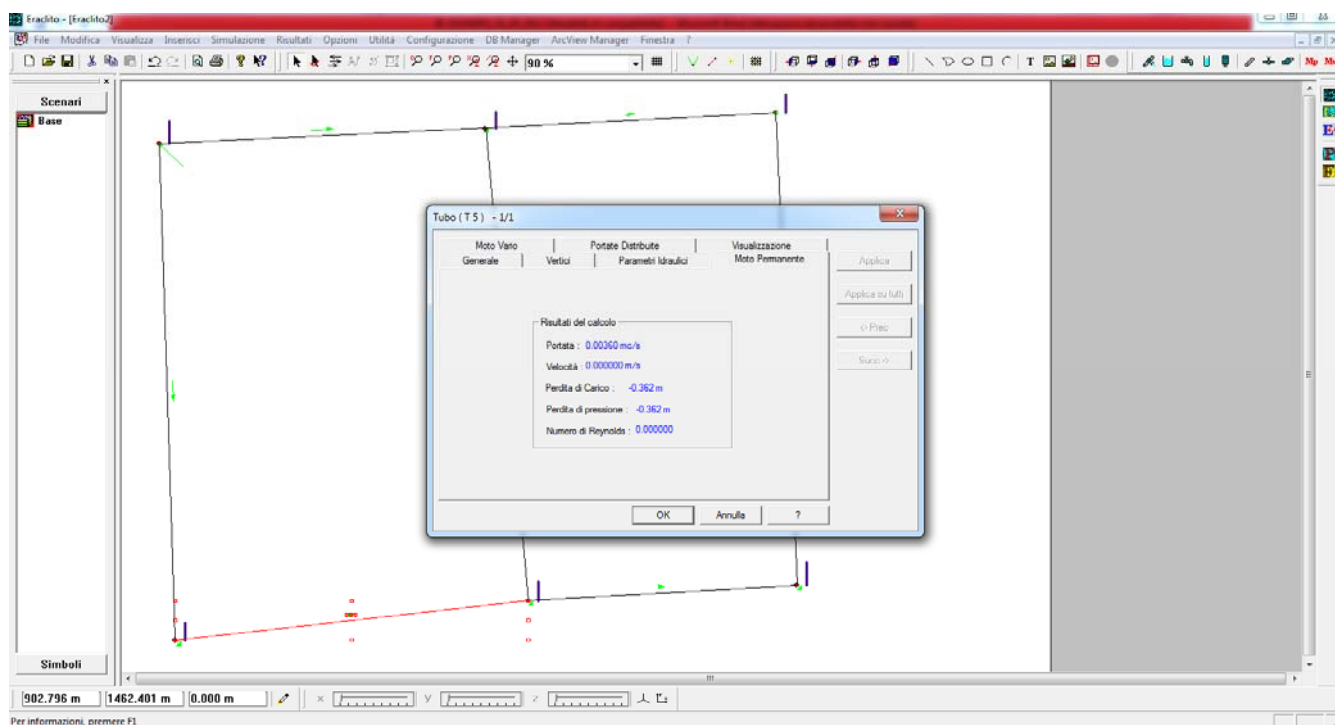 Eraclito - [Eraclito2]
File Modifica Visualizza Inserisci Simulazione Risultati Opzioni Utilità Configurazione DB Manager ArcView Manager Finestra ?
90 %
T
Mp
Scenari
Base
Tubo ( T 5 ) - 1/1
Moto Vario Portate Distribuite Visualizzazione
Generale Vertici Parametri Idraulici Moto Permanente
Applica
Applica su tutti
<> Prec
Succ <>
Risultati del calcolo
Portata : 0.00360 mc/s
Velocità : 0.000000 m/s
Perdita di Carico : -0.362 m
Perdita di pressione : -0.362 m
Numero di Reynolds : 0.000000
OK Annulla ?
Simboli
902.796 m 1462.401 m 0.000 m
x y z
Per informazioni, premere F1